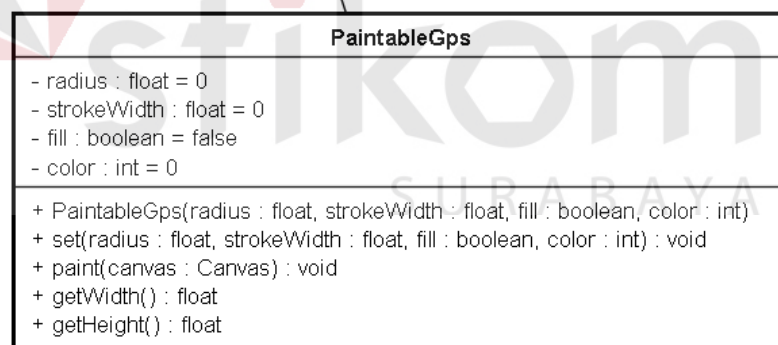 PaintableGps
- radius : float = 0
- strokeWidth : float = 0
- fill : boolean = false
- color : int = 0
+ PaintableGps(radius : float, strokeWidth : float, fill : boolean, color : int)
+ set(radius : float, strokeWidth : float, fill : boolean, color : int) : void
+ paint(canvas : Canvas) : void
+ getWidth() : float
+ getHeight() : float
stikom
SURABAYA